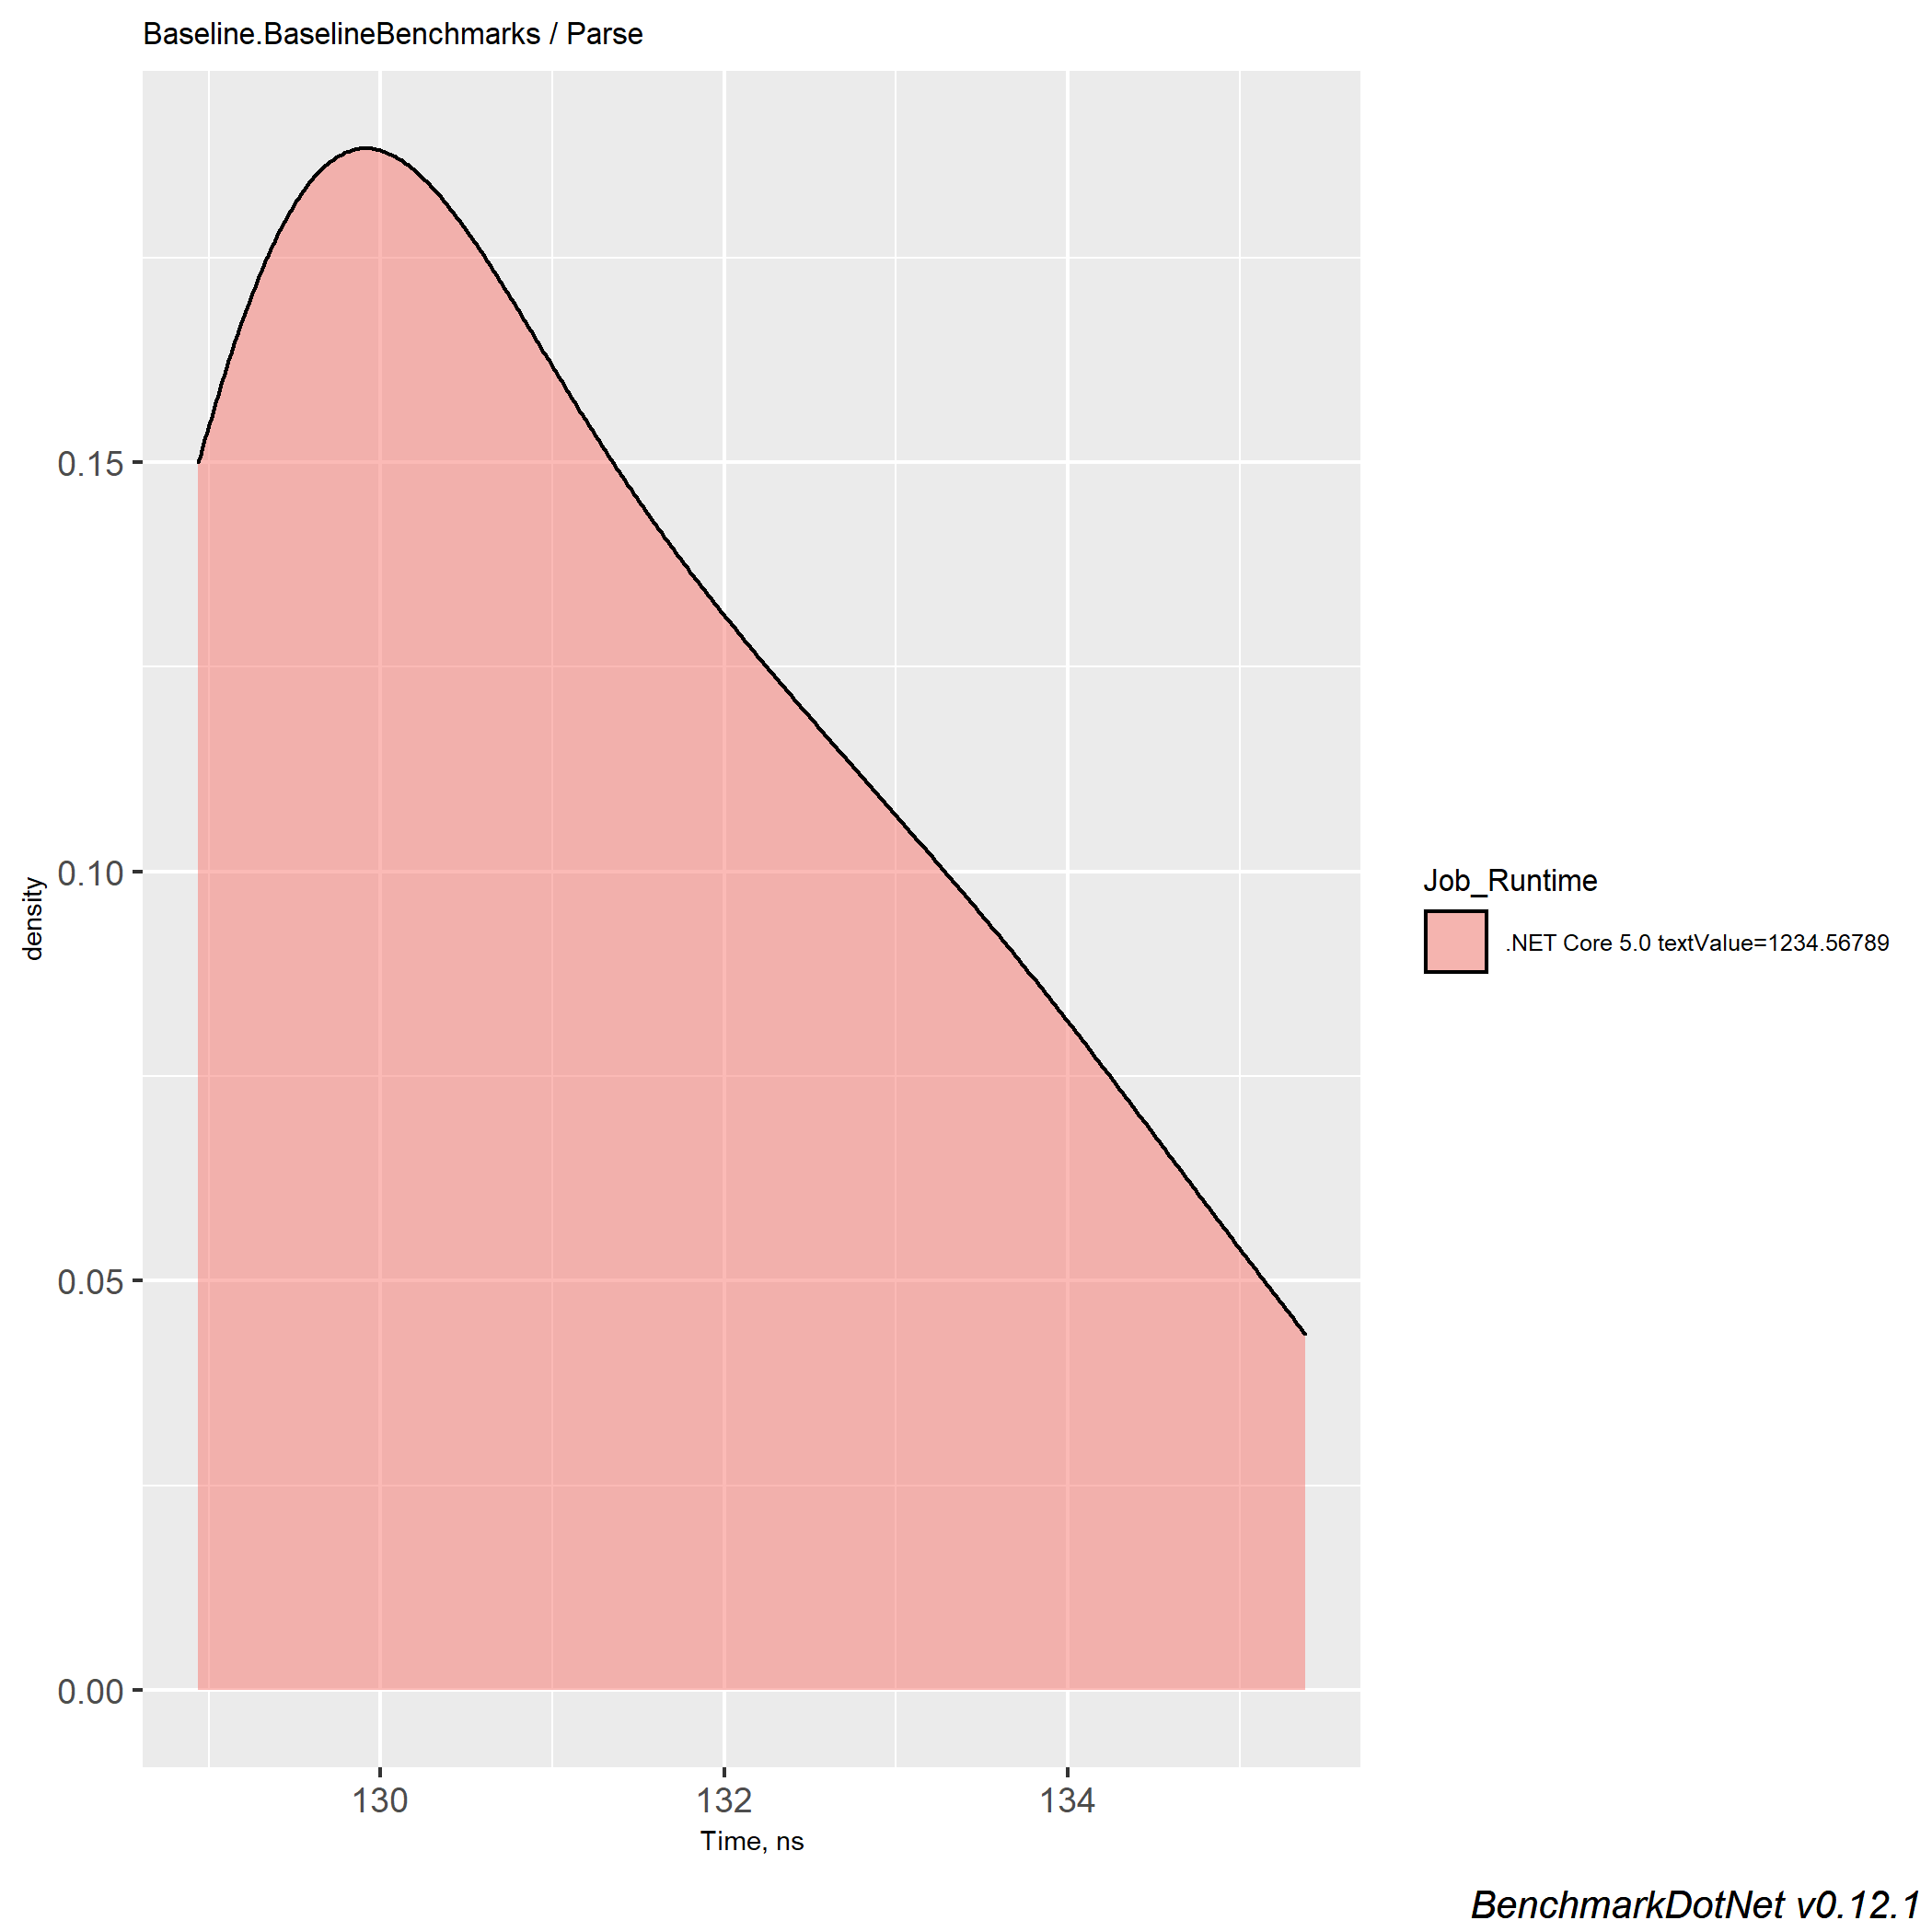 Baseline.BaselineBenchmarks / Parse
0.15
0.10
0.05
0.00
density
130 132 134
Time, ns
Job_Runtime
.NET Core 5.0 textValue=1234.56789
BenchmarkDotNet v0.12.1